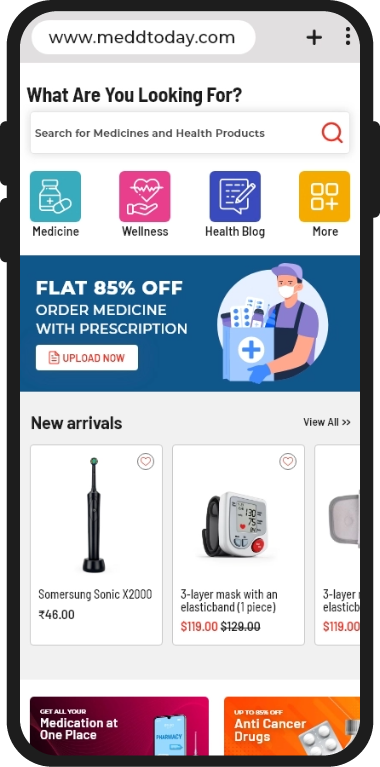 www.meddtoday.com
What Are You Looking For?
Search for Medicines and Health Products
Medicine
Wellness
Health Blog
More
FLAT 85% OFF
ORDER MEDICINE
WITH PRESCRIPTION
UPLOAD NOW
New arrivals
View All >>
Somersung Sonic X2000
₹46.00
3-layer mask with an
elasticband (1 piece)
$119.00 $129.00
3-layer
elasticb
$119.00
GET ALL YOUR
Medication at
One Place
PHARMACY
UP TO 85% OFF
Anti Cancer
Drugs